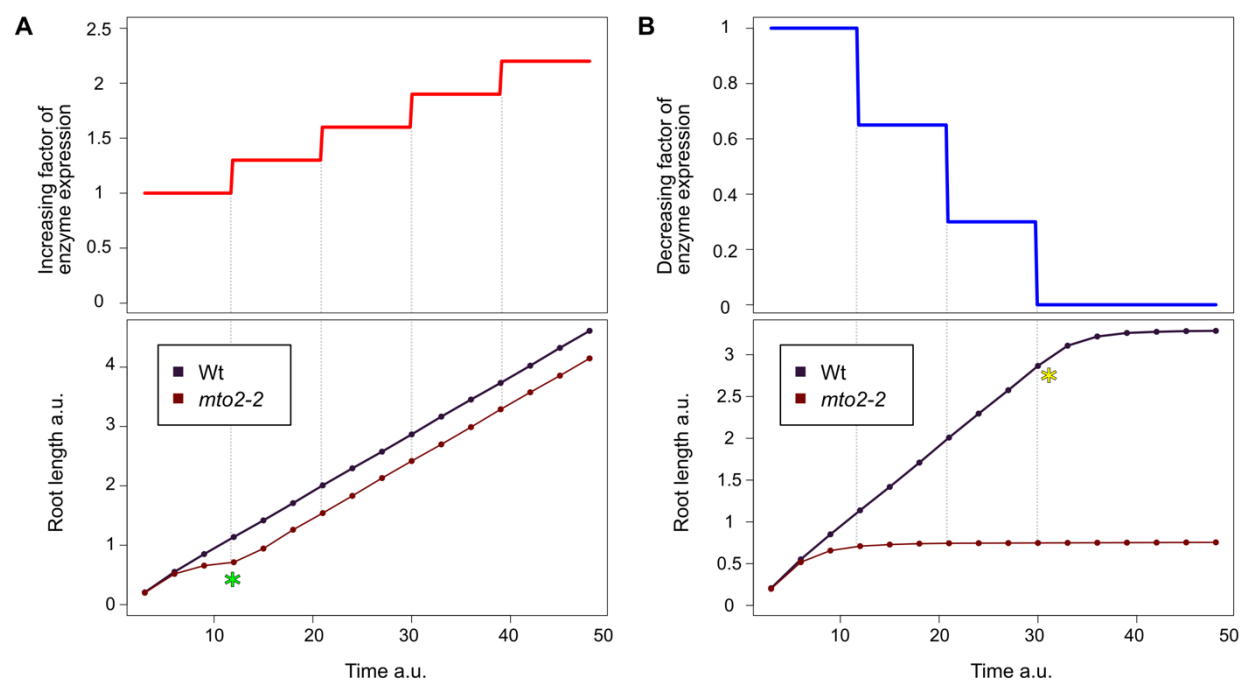 A
Increasing factor of
enzyme expression
2.5
2
1.5
1
0.5
0
Root length a.u.
4
3
2
1
0
Wt
mto2-2
*
10
20
30
40
50
Time a.u.
B
Decreasing factor of
enzyme expression
1
0.8
0.6
0.4
0.2
0
Root length a.u.
3
2.5
2
1.5
1
0.5
0
Wt
mto2-2
*
10
20
30
40
50
Time a.u.